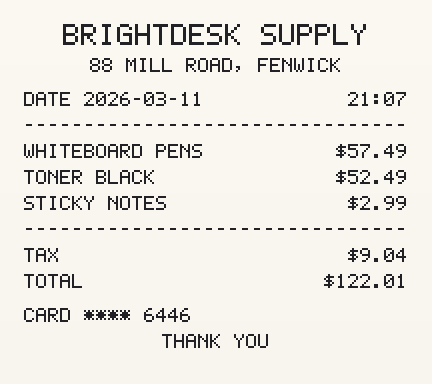 BRIGHTDESK SUPPLY
88 MILL ROAD, FENWICK
DATE 2026-03-11 21:07
--------------------------------
WHITEBOARD PENS $57.49
TONER BLACK $52.49
STICKY NOTES $2.99
--------------------------------
TAX $9.04
TOTAL $122.01
CARD **** 6446
THANK YOU